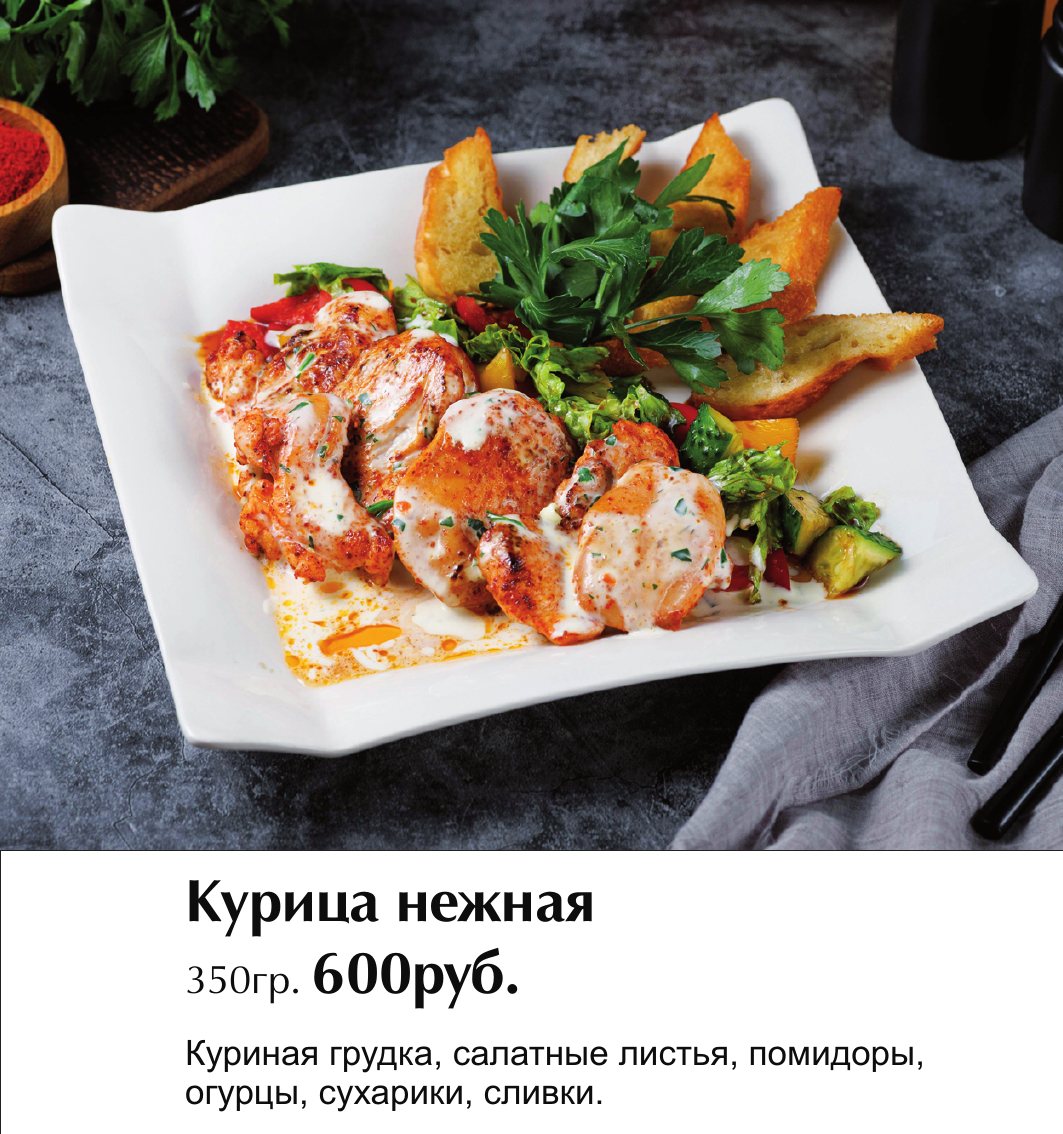 Курица нежная
350гр. 600руб.
Куриная грудка, салатные листья, помидоры,
огурцы, сухарики, сливки.